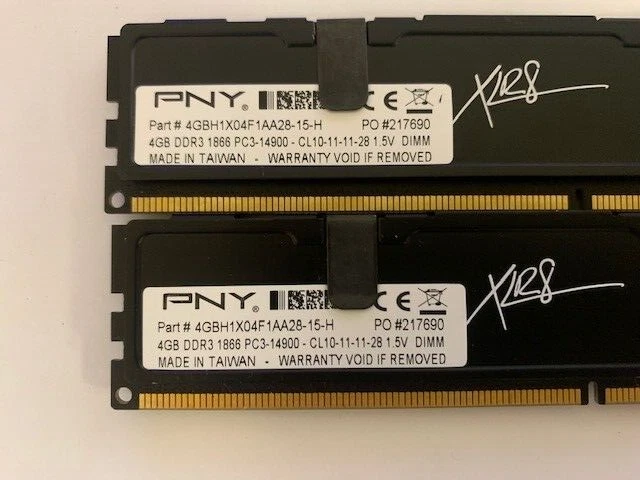 PNY® CE
Part # 4GBH1X04F1AA28-15-H PO #217690
4GB DDR3 1866 PC3-14900 - CL10-11-11-28 1.5V DIMM
MADE IN TAIWAN - WARRANTY VOID IF REMOVED
XLR8
PNY® CE
Part # 4GBH1X04F1AA28-15-H PO #217690
4GB DDR3 1866 PC3-14900 - CL10-11-11-28 1.5V DIMM
MADE IN TAIWAN - WARRANTY VOID IF REMOVED
XLR8